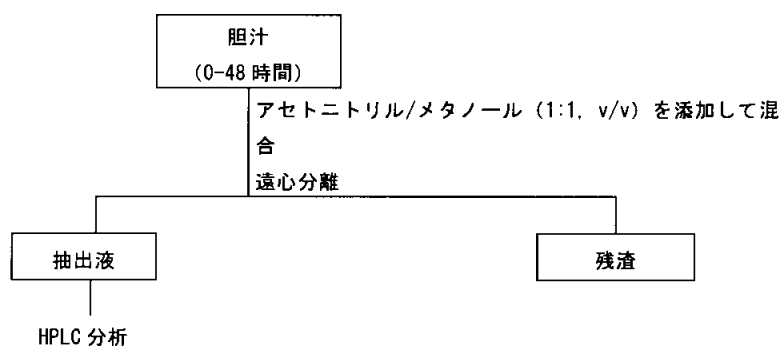 胆汁
(0-48 時間)
アセトニトリル/メタノール (1:1, v/v) を添加して混
合
遠心分離
抽出液
残渣
HPLC 分析